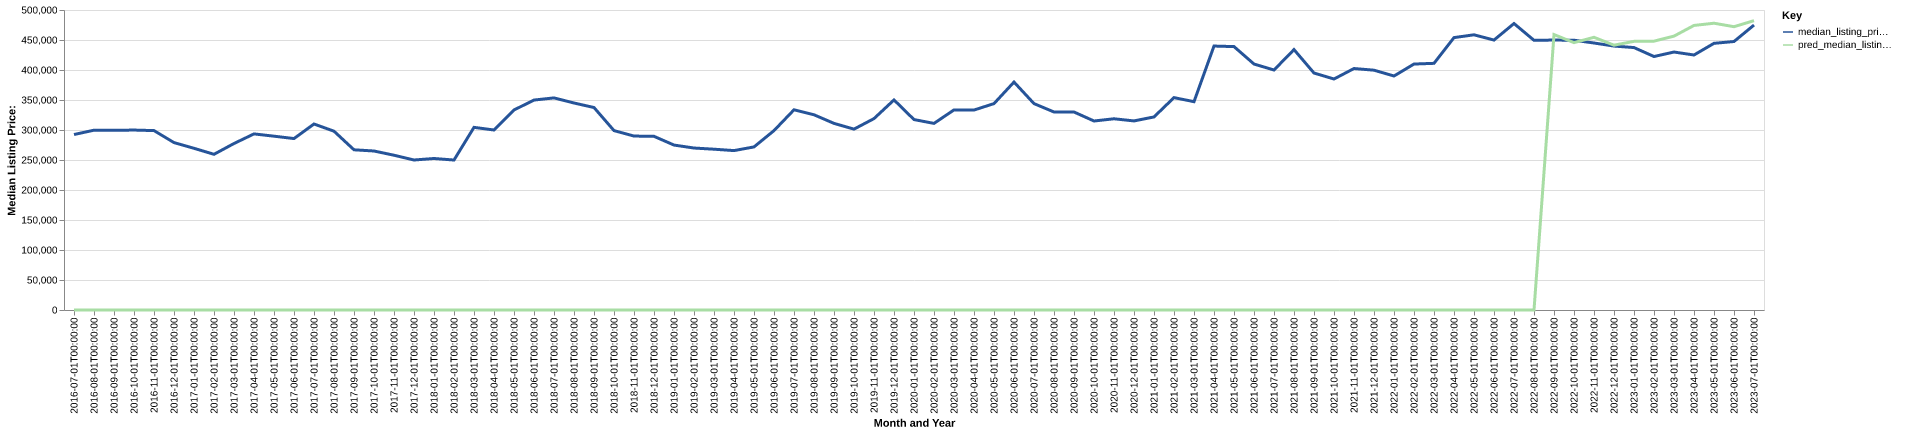 500,000
450,000
400,000
350,000
300,000
250,000
200,000
150,000
100,000
50,000
0
Median Listing Price:
2016-07-01T00:00:00
2016-08-01T00:00:00
2016-09-01T00:00:00
2016-10-01T00:00:00
2016-11-01T00:00:00
2016-12-01T00:00:00
2017-01-01T00:00:00
2017-02-01T00:00:00
2017-03-01T00:00:00
2017-04-01T00:00:00
2017-05-01T00:00:00
2017-06-01T00:00:00
2017-07-01T00:00:00
2017-08-01T00:00:00
2017-09-01T00:00:00
2017-10-01T00:00:00
2017-11-01T00:00:00
2017-12-01T00:00:00
2018-01-01T00:00:00
2018-02-01T00:00:00
2018-03-01T00:00:00
2018-04-01T00:00:00
2018-05-01T00:00:00
2018-06-01T00:00:00
2018-07-01T00:00:00
2018-08-01T00:00:00
2018-09-01T00:00:00
2018-10-01T00:00:00
2018-11-01T00:00:00
2018-12-01T00:00:00
2019-01-01T00:00:00
2019-02-01T00:00:00
2019-03-01T00:00:00
2019-04-01T00:00:00
2019-05-01T00:00:00
2019-06-01T00:00:00
2019-07-01T00:00:00
2019-08-01T00:00:00
2019-09-01T00:00:00
2019-10-01T00:00:00
2019-11-01T00:00:00
2019-12-01T00:00:00
2020-01-01T00:00:00
2020-02-01T00:00:00
2020-03-01T00:00:00
2020-04-01T00:00:00
2020-05-01T00:00:00
2020-06-01T00:00:00
2020-07-01T00:00:00
2020-08-01T00:00:00
2020-09-01T00:00:00
2020-10-01T00:00:00
2020-11-01T00:00:00
2020-12-01T00:00:00
2021-01-01T00:00:00
2021-02-01T00:00:00
2021-03-01T00:00:00
2021-04-01T00:00:00
2021-05-01T00:00:00
2021-06-01T00:00:00
2021-07-01T00:00:00
2021-08-01T00:00:00
2021-09-01T00:00:00
2021-10-01T00:00:00
2021-11-01T00:00:00
2021-12-01T00:00:00
2022-01-01T00:00:00
2022-02-01T00:00:00
2022-03-01T00:00:00
2022-04-01T00:00:00
2022-05-01T00:00:00
2022-06-01T00:00:00
2022-07-01T00:00:00
2022-08-01T00:00:00
2022-09-01T00:00:00
2022-10-01T00:00:00
2022-11-01T00:00:00
2022-12-01T00:00:00
2023-01-01T00:00:00
2023-02-01T00:00:00
2023-03-01T00:00:00
2023-04-01T00:00:00
2023-05-01T00:00:00
2023-06-01T00:00:00
2023-07-01T00:00:00
Month and Year
Key
median_listing_pri…
pred_median_listin…